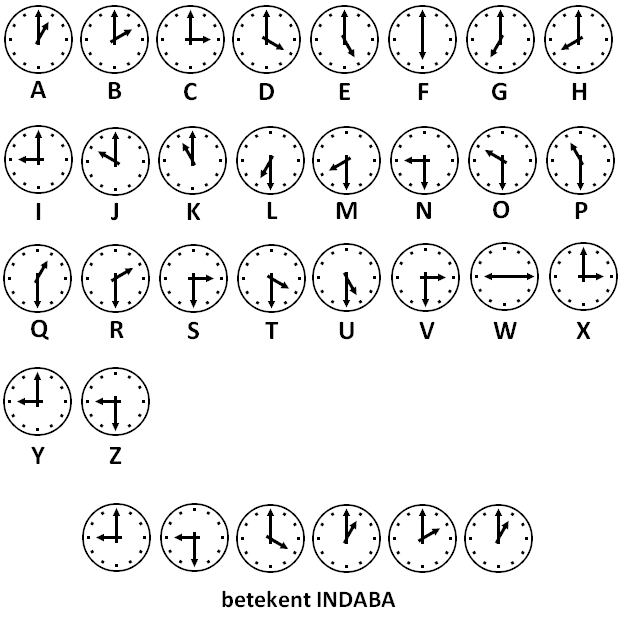 A B C D E F G H
I J K L M N O P
Q R S T U V W X
Y Z
betekent INDABA